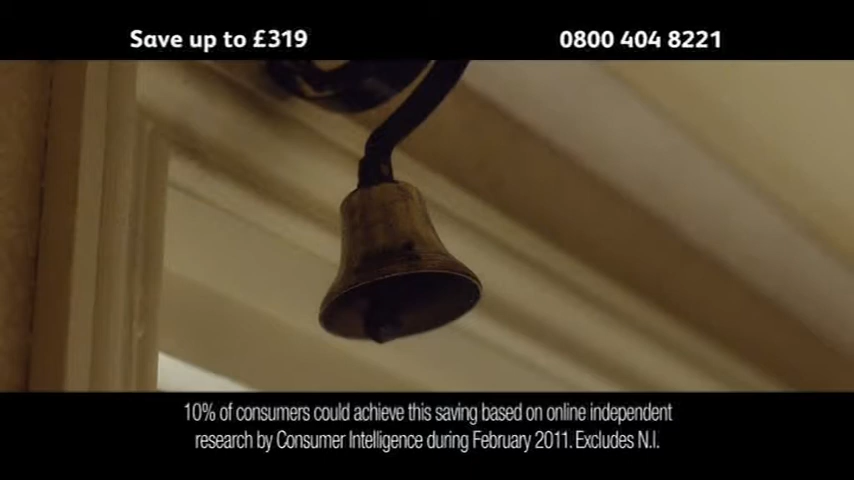 Save up to £319
0800 404 8221
10% of consumers could achieve this saving based on online independent
research by Consumer Intelligence during February 2011. Excludes N.I.